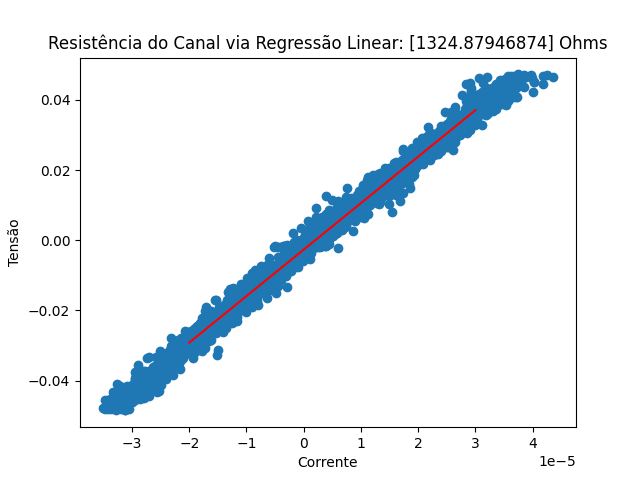 Resistência do Canal via Regressão Linear: [1324.87946874] Ohms
0.04
0.02
0.00
−0.02
−0.04
Tensão
−3 −2 −1 0 1 2 3 4
1e−5
Corrente